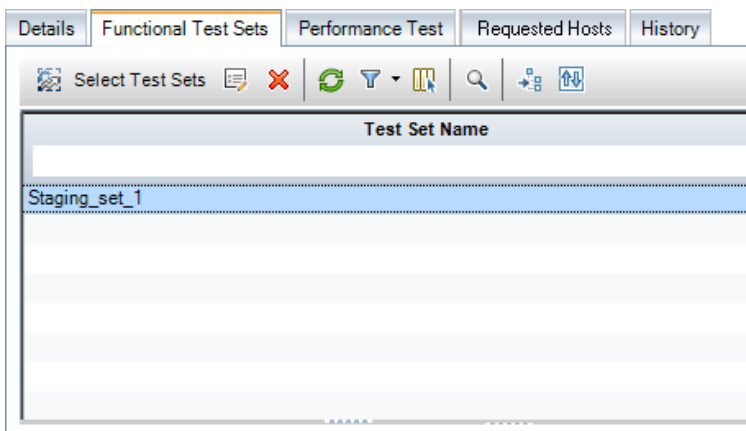 Details Functional Test Sets Performance Test Requested Hosts History
Select Test Sets
Test Set Name
Staging_set_1